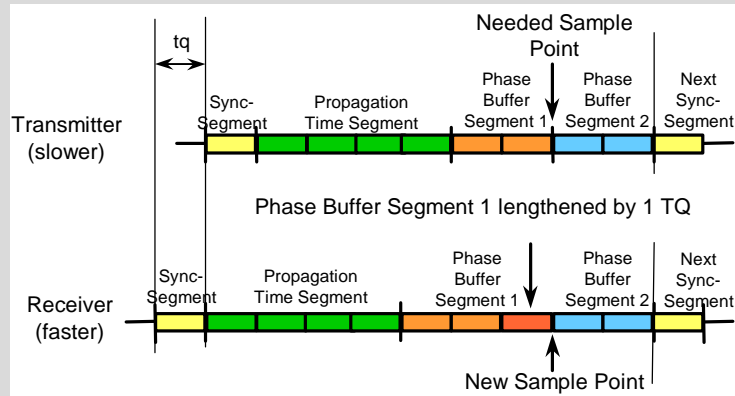 tq
Needed Sample
Point
Transmitter
(slower)
Sync-
Segment
Propagation
Time Segment
Phase
Buffer
Segment 1
Phase
Buffer
Segment 2
Next
Sync-
Segment
Phase Buffer Segment 1 lengthened by 1 TQ
Receiver
(faster)
Sync-
Segment
Propagation
Time Segment
Phase
Buffer
Segment 1
Phase
Buffer
Segment 2
Next
Sync-
Segment
New Sample Point